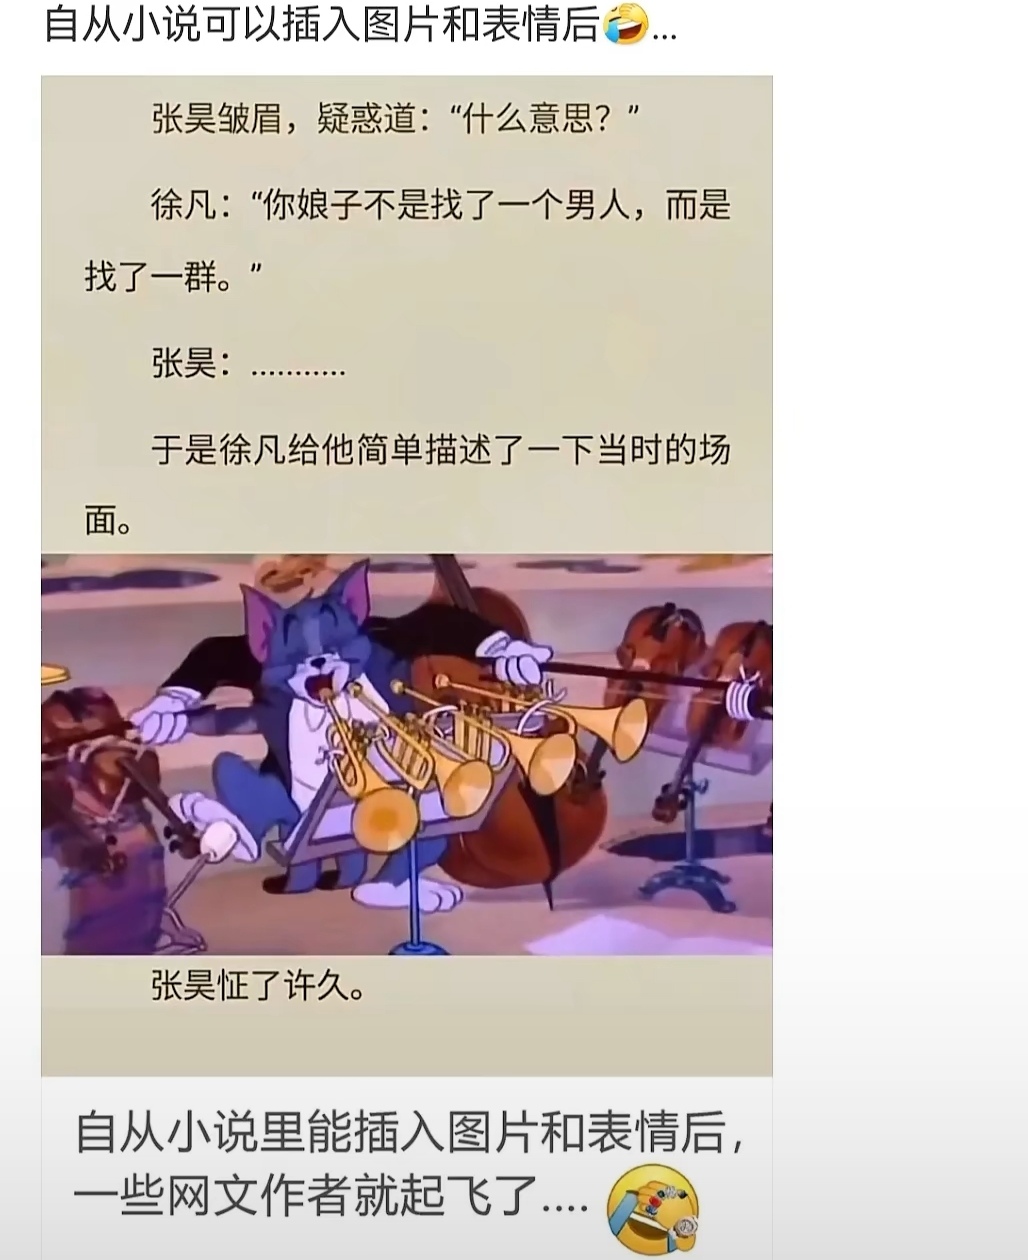 自从小说可以插入图片和表情后🤣...
张昊皱眉，疑惑道：“什么意思？”
徐凡：“你娘子不是找了一个男人，而是
找了一群。”
张昊：...........
于是徐凡给他简单描述了一下当时的场
面。
张昊怔了许久。
自从小说里能插入图片和表情后，
一些网文作者就起飞了....